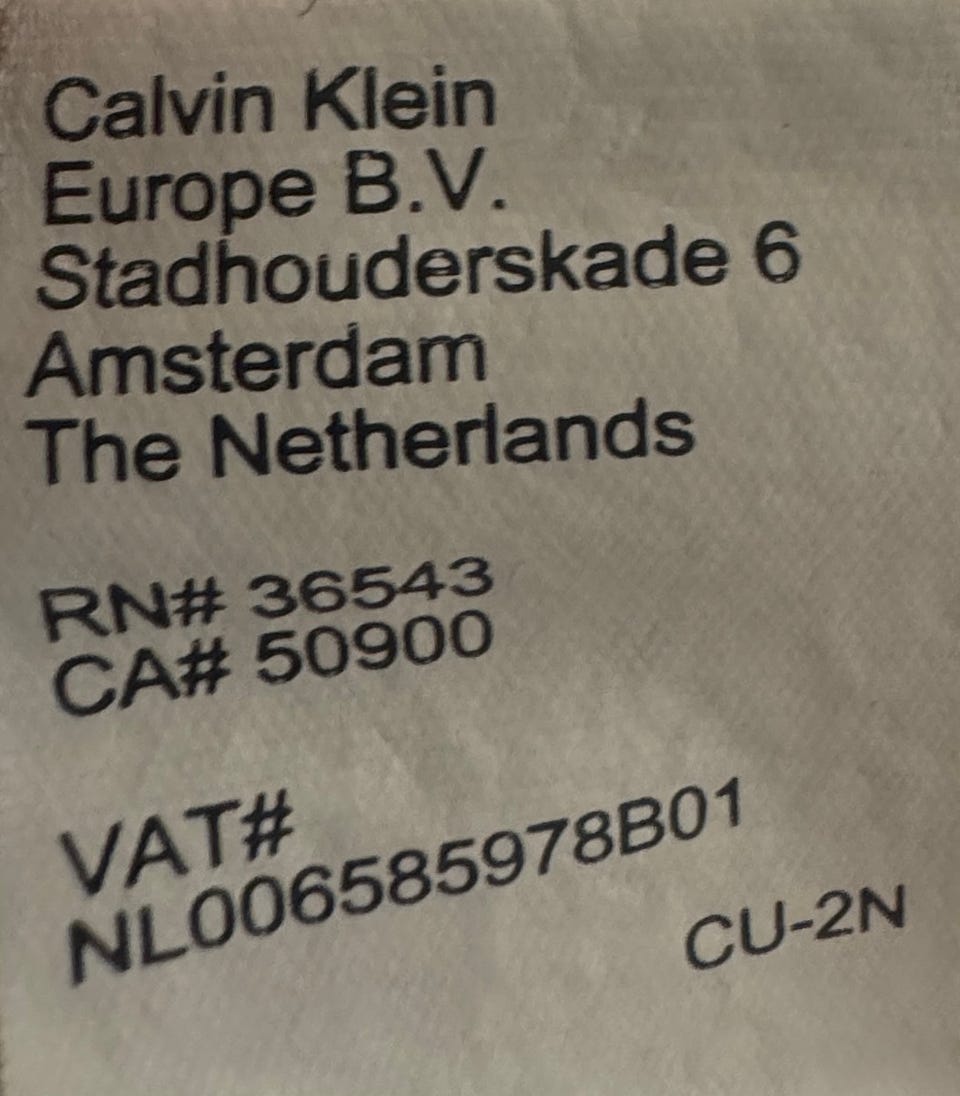 Calvin Klein
Europe B.V.
Stadhouderskade 6
Amsterdam
The Netherlands
RN# 36543
CA# 50900
VAT#
NL006585978B01
CU-2N